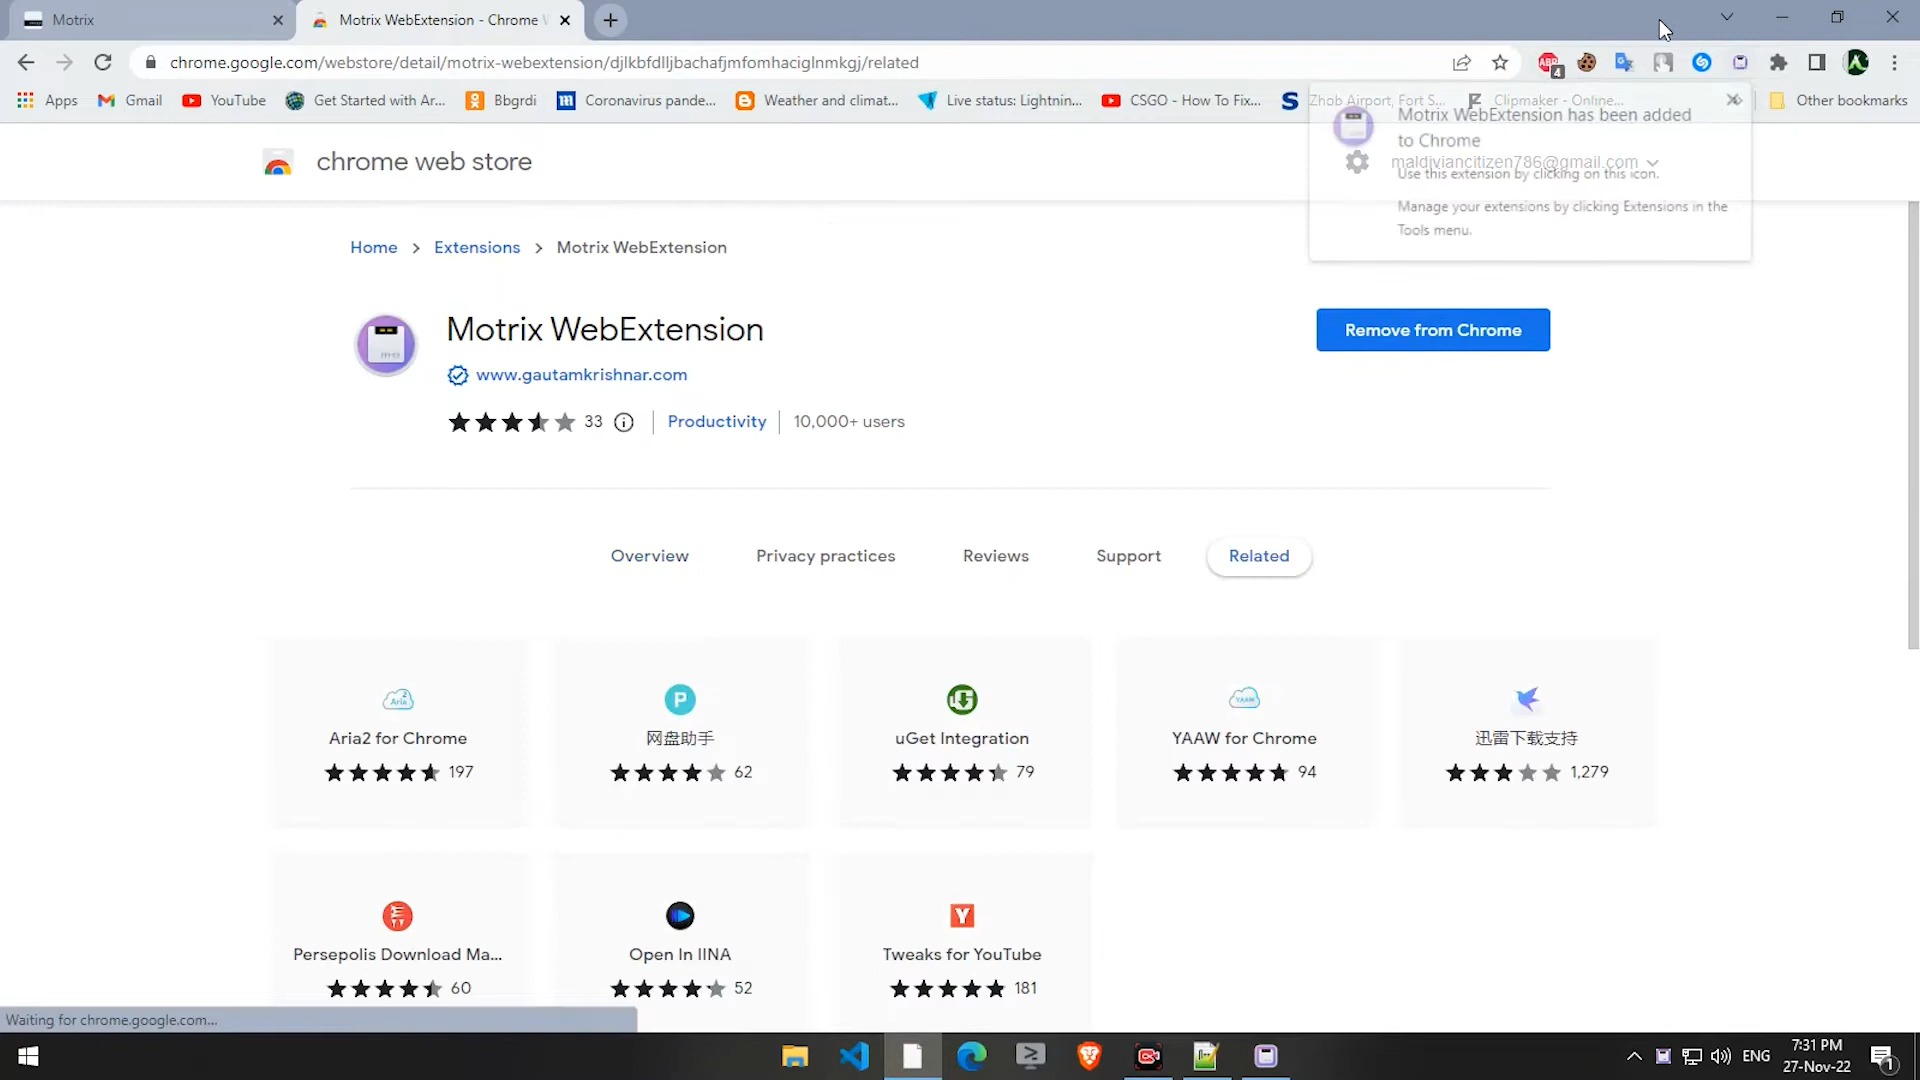 Motrix
Motrix WebExtension - Chrome W
chrome.google.com/webstore/detail/motrix-webextension/djlkbfdlljbachafjmfomhaciglnmkgj/related
ABP
4
Apps
Gmail
YouTube
Get Started with Ar...
Bbgrdi
Coronavirus pande...
Weather and climat...
Live status: Lightnin...
CSGO - How To Fix...
Zhob Airport, Fort S...
Clipmaker - Online...
Other bookmarks
Motrix WebExtension has been added
to Chrome
maldiviancitizen786@gmail.com
Use this extension by clicking on this icon.
Manage your extensions by clicking Extensions in the
Tools menu.
chrome web store
Home > Extensions > Motrix WebExtension
Motrix WebExtension
Remove from Chrome
www.gautamkrishnar.com
33
Productivity
10,000+ users
Overview
Privacy practices
Reviews
Support
Related
Aria2 for Chrome
197
网盘助手
62
uGet Integration
79
YAAW for Chrome
94
迅雷下载支持
1,279
Persepolis Download Ma...
60
Open In IINA
52
Tweaks for YouTube
181
Waiting for chrome.google.com...
ENG
7:31 PM
27-Nov-22
1